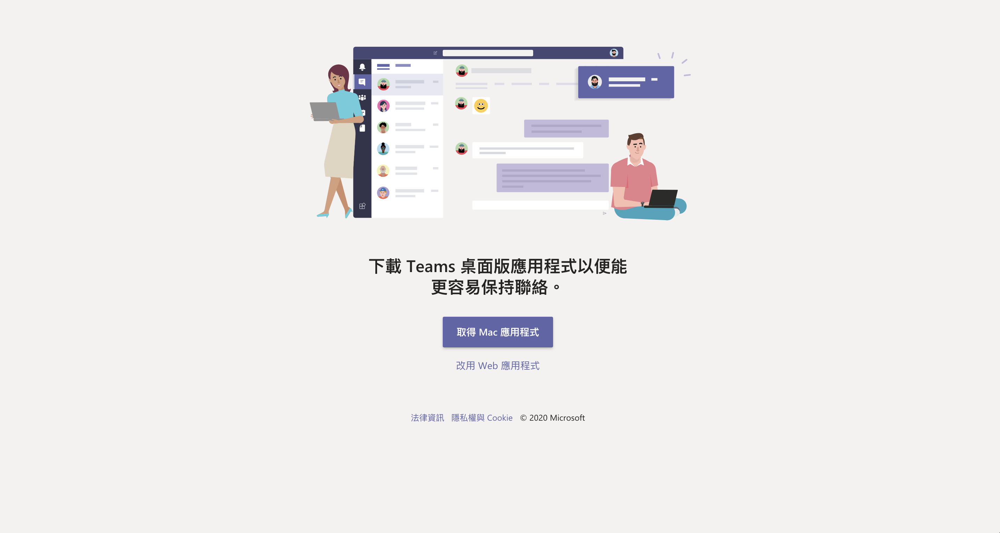 下載 Teams 桌面版應用程式以便能
更容易保持聯絡。
取得 Mac 應用程式
改用 Web 應用程式
法律資訊 隱私權與 Cookie © 2020 Microsoft